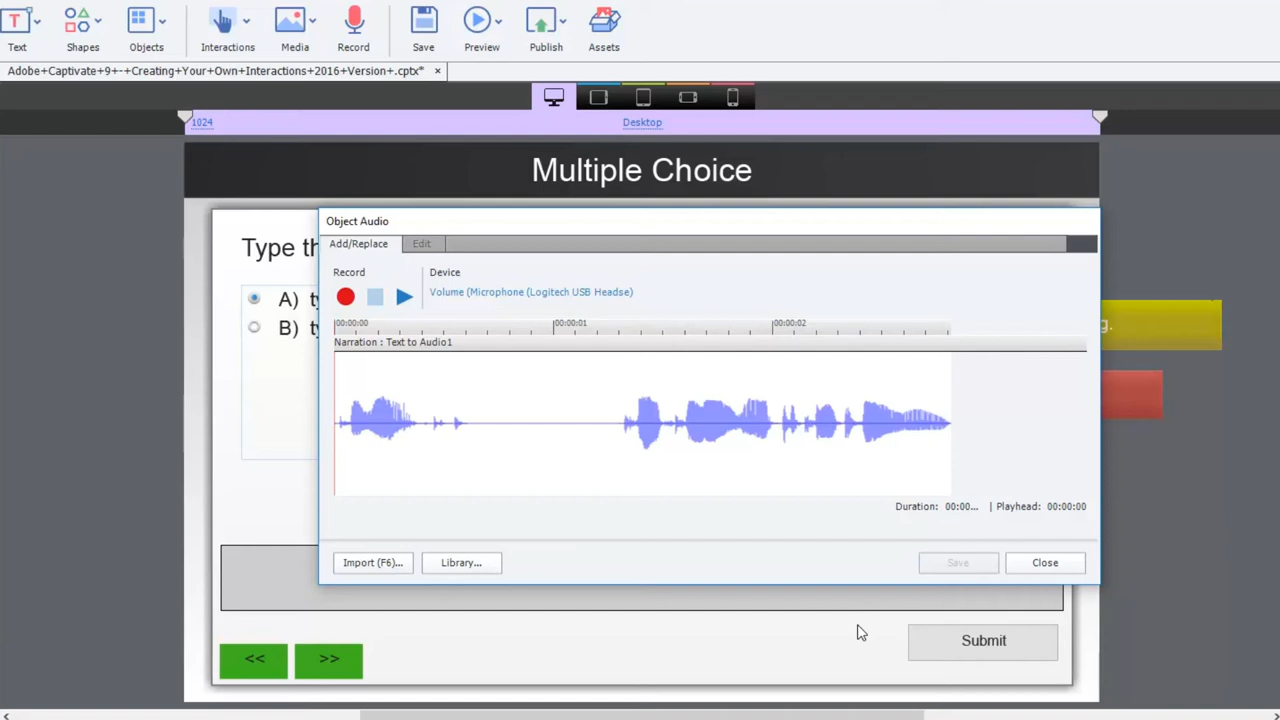 Text
Shapes
Objects
Interactions
Media
Record
Save
Preview
Publish
Assets
Adobe+Captivate+9+-+Creating+Your+Own+Interactions+2016+Version+.cptx* ×
1024
Desktop
Multiple Choice
Object Audio
Add/Replace
Edit
Type th
Record
Device
Volume (Microphone (Logitech USB Headse)
A) ty
B) ty
g.
00:00:00
00:00:01
00:00:02
Narration : Text to Audio1
Duration: 00:00... | Playhead: 00:00:00
Import (F6)...
Library...
Save
Close
<<
>>
Submit